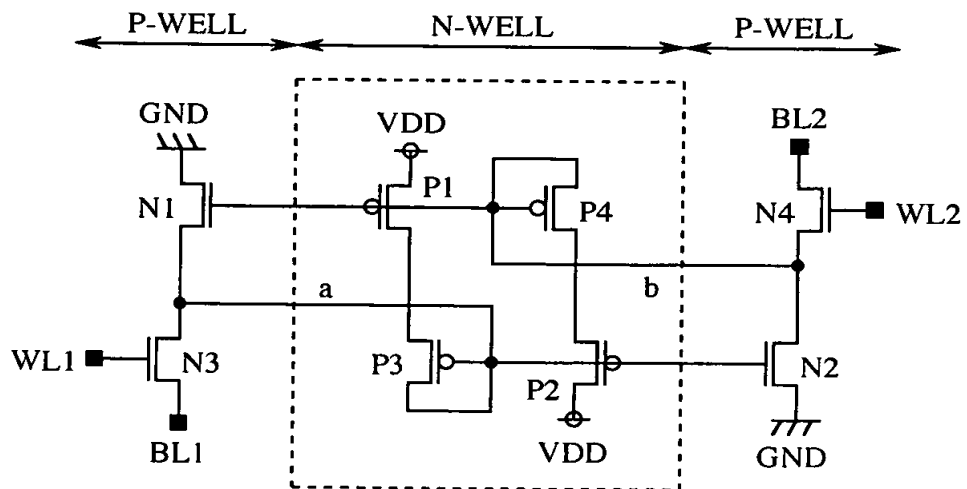 P-WELL N-WELL P-WELL
GND
VDD
BL2
P1
N1
P4
N4
WL2
a
b
WL1
N3
P3
P2
N2
BL1
VDD
GND